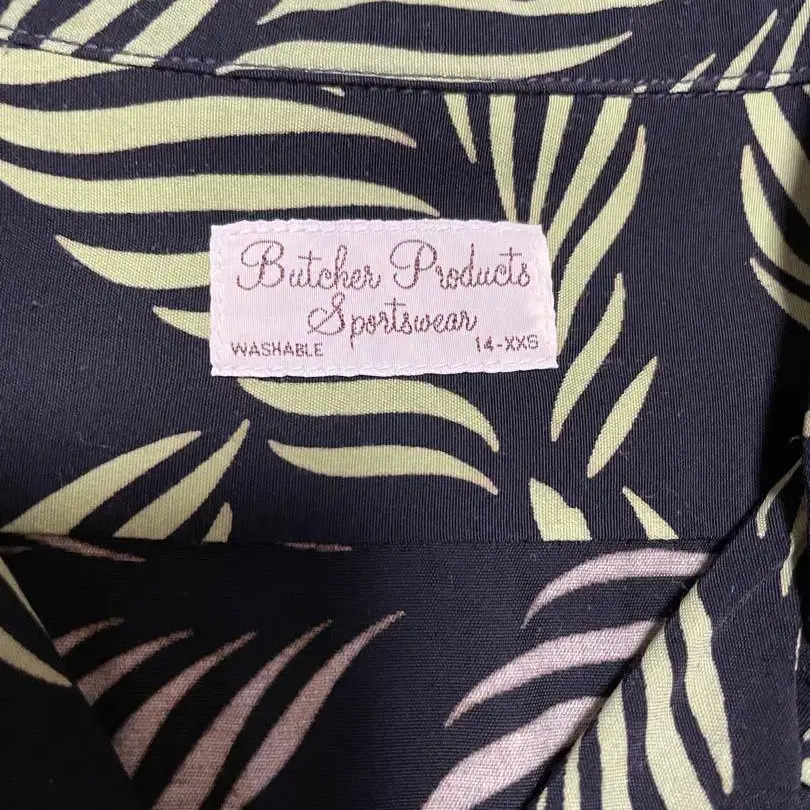 Butcher Products
Sportswear
WASHABLE 14-XXS